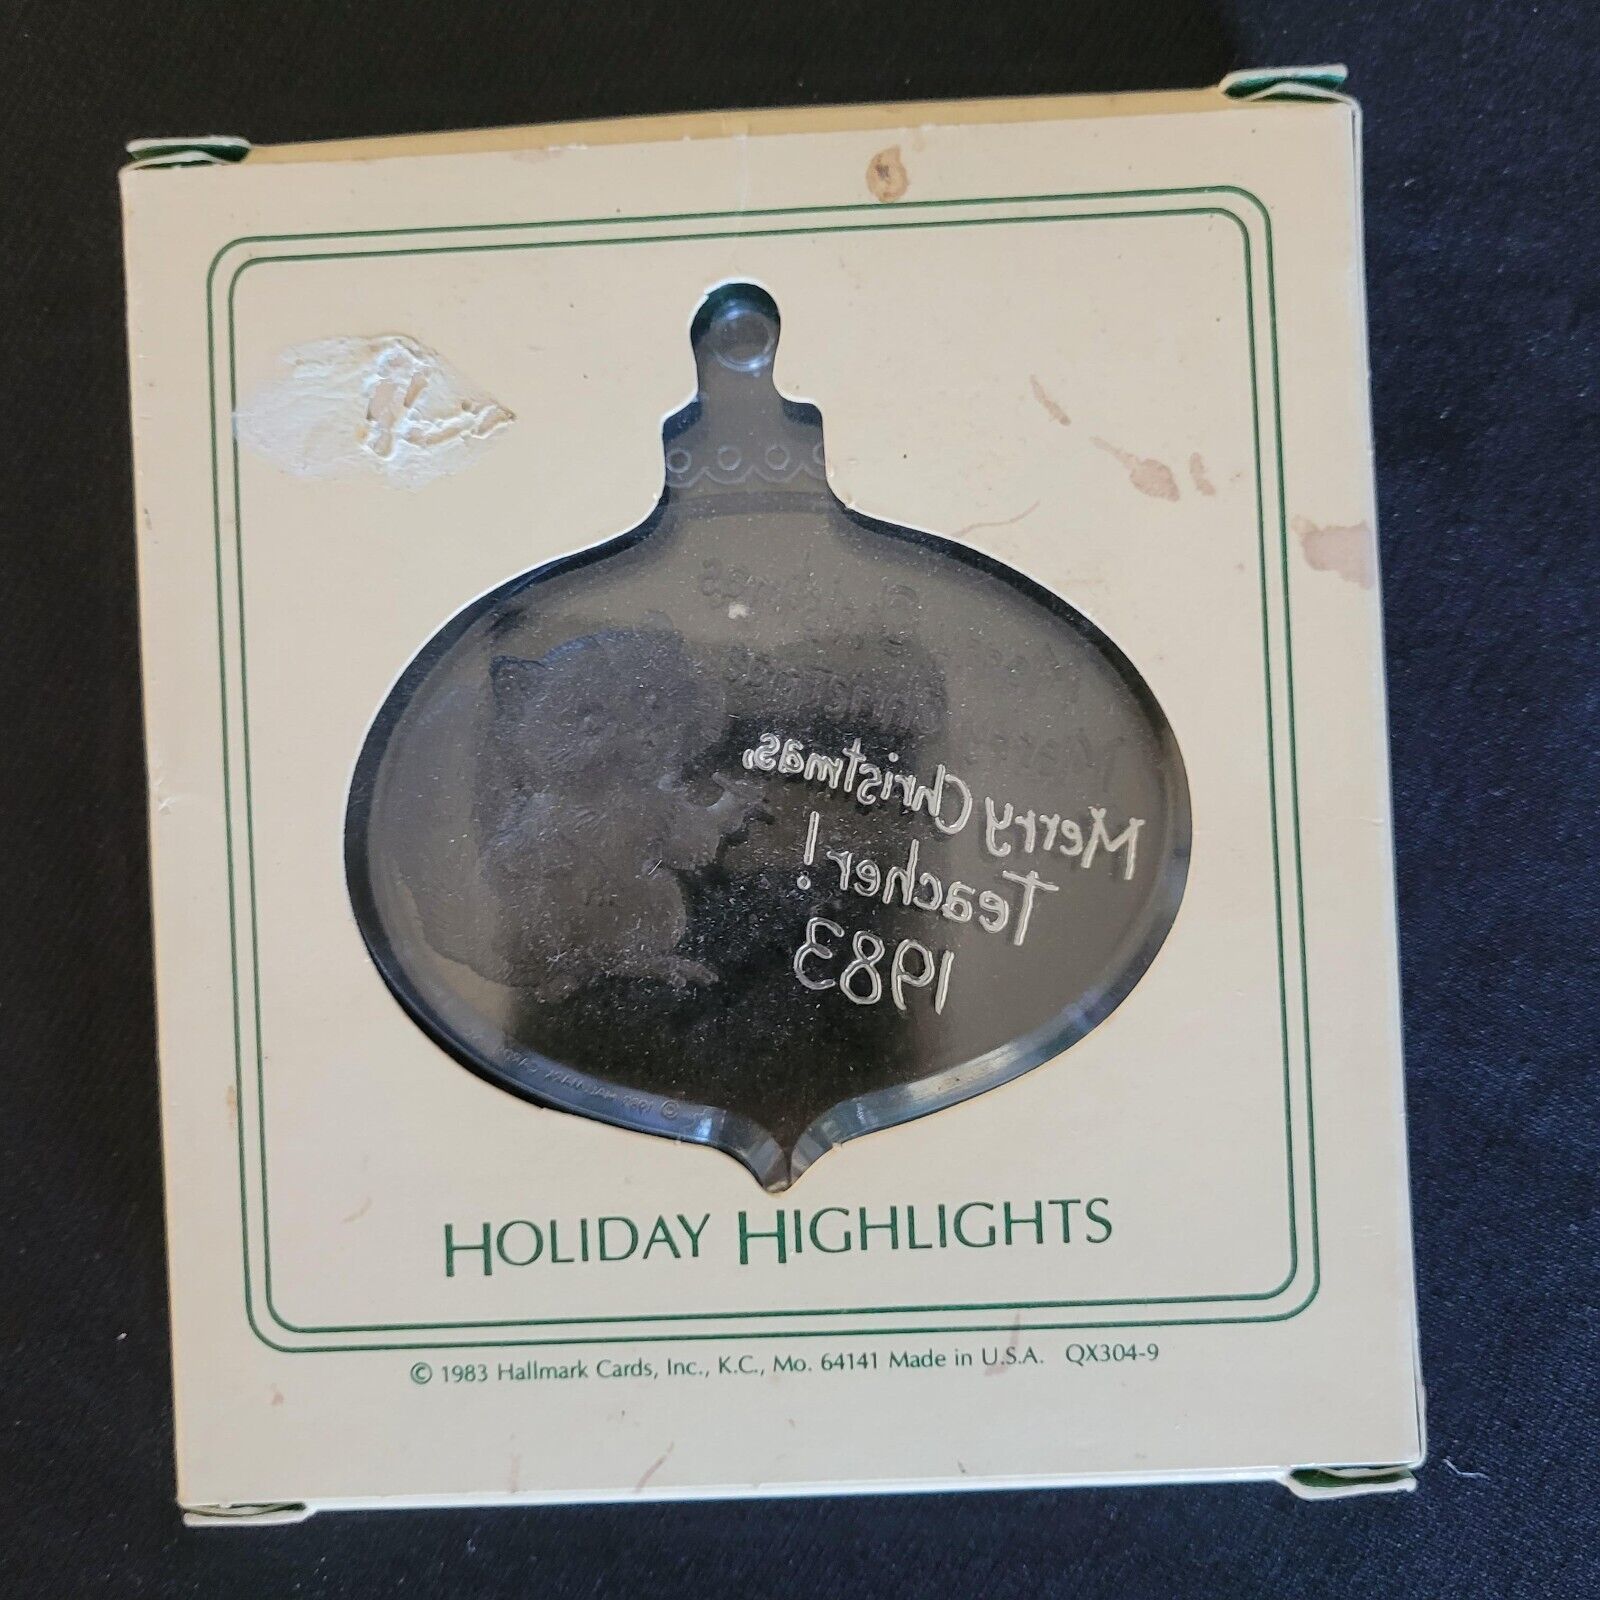 Merry Christmas,
Teacher!
1983
HOLIDAY HIGHLIGHTS
© 1983 Hallmark Cards, Inc., K.C., Mo. 64141 Made in U.S.A. QX304-9